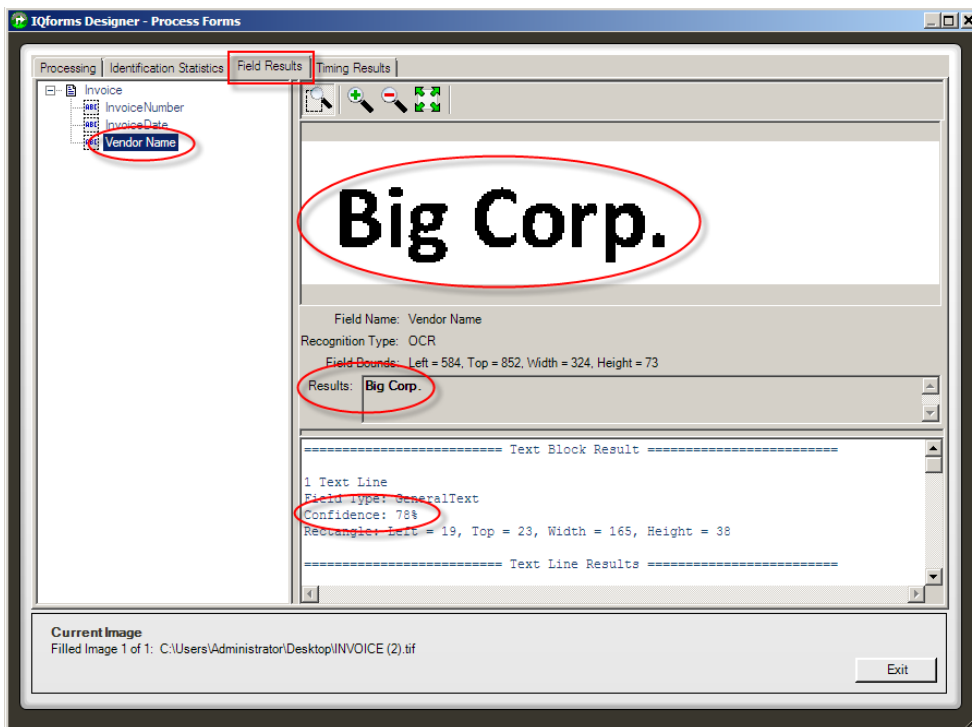 IQforms Designer - Process Forms
Processing Identification Statistics Field Results Timing Results
Invoice
InvoiceNumber
InvoiceDate
Vendor Name
Big Corp.
Field Name: Vendor Name
Recognition Type: OCR
Field Bounds: Left = 584, Top = 852, Width = 324, Height = 73
Results: Big Corp.
========================== Text Block Result =========================
1 Text Line
Field Type: GeneralText
Confidence: 78%
Rectangle: Left = 19, Top = 23, Width = 165, Height = 38
========================== Text Line Results =========================
Current Image
Filled Image 1 of 1: C:\Users\Administrator\Desktop\INVOICE (2).tif
Exit